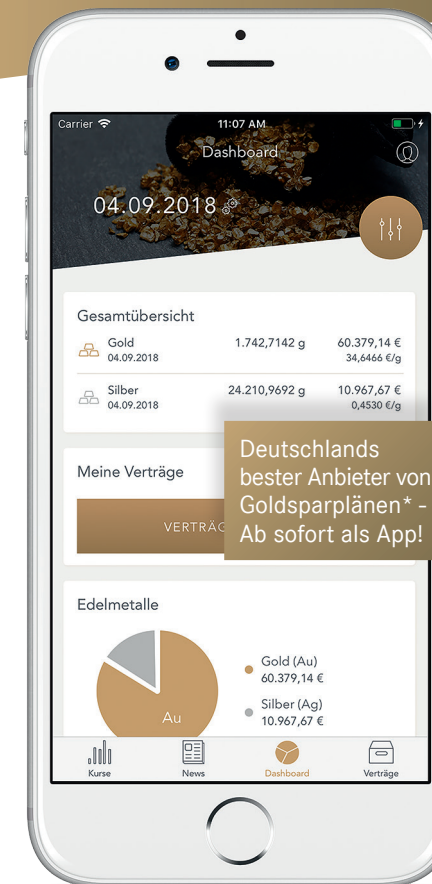 Carrier 11:07 AM
Dashboard
04.09.2018
Gesamtübersicht
Gold 1.742,7142 g 60.379,14 €
04.09.2018 34,6466 €/g
Silber 24.210,9692 g 10.967,67 €
04.09.2018 0,4530 €/g
Deutschlands
bester Anbieter von
Goldsparplänen* -
Ab sofort als App!
Meine Verträge
Edelmetalle
Au
Gold (Au)
60.379,14 €
Silber (Ag)
10.967,67 €
Kurse News Dashboard Verträge